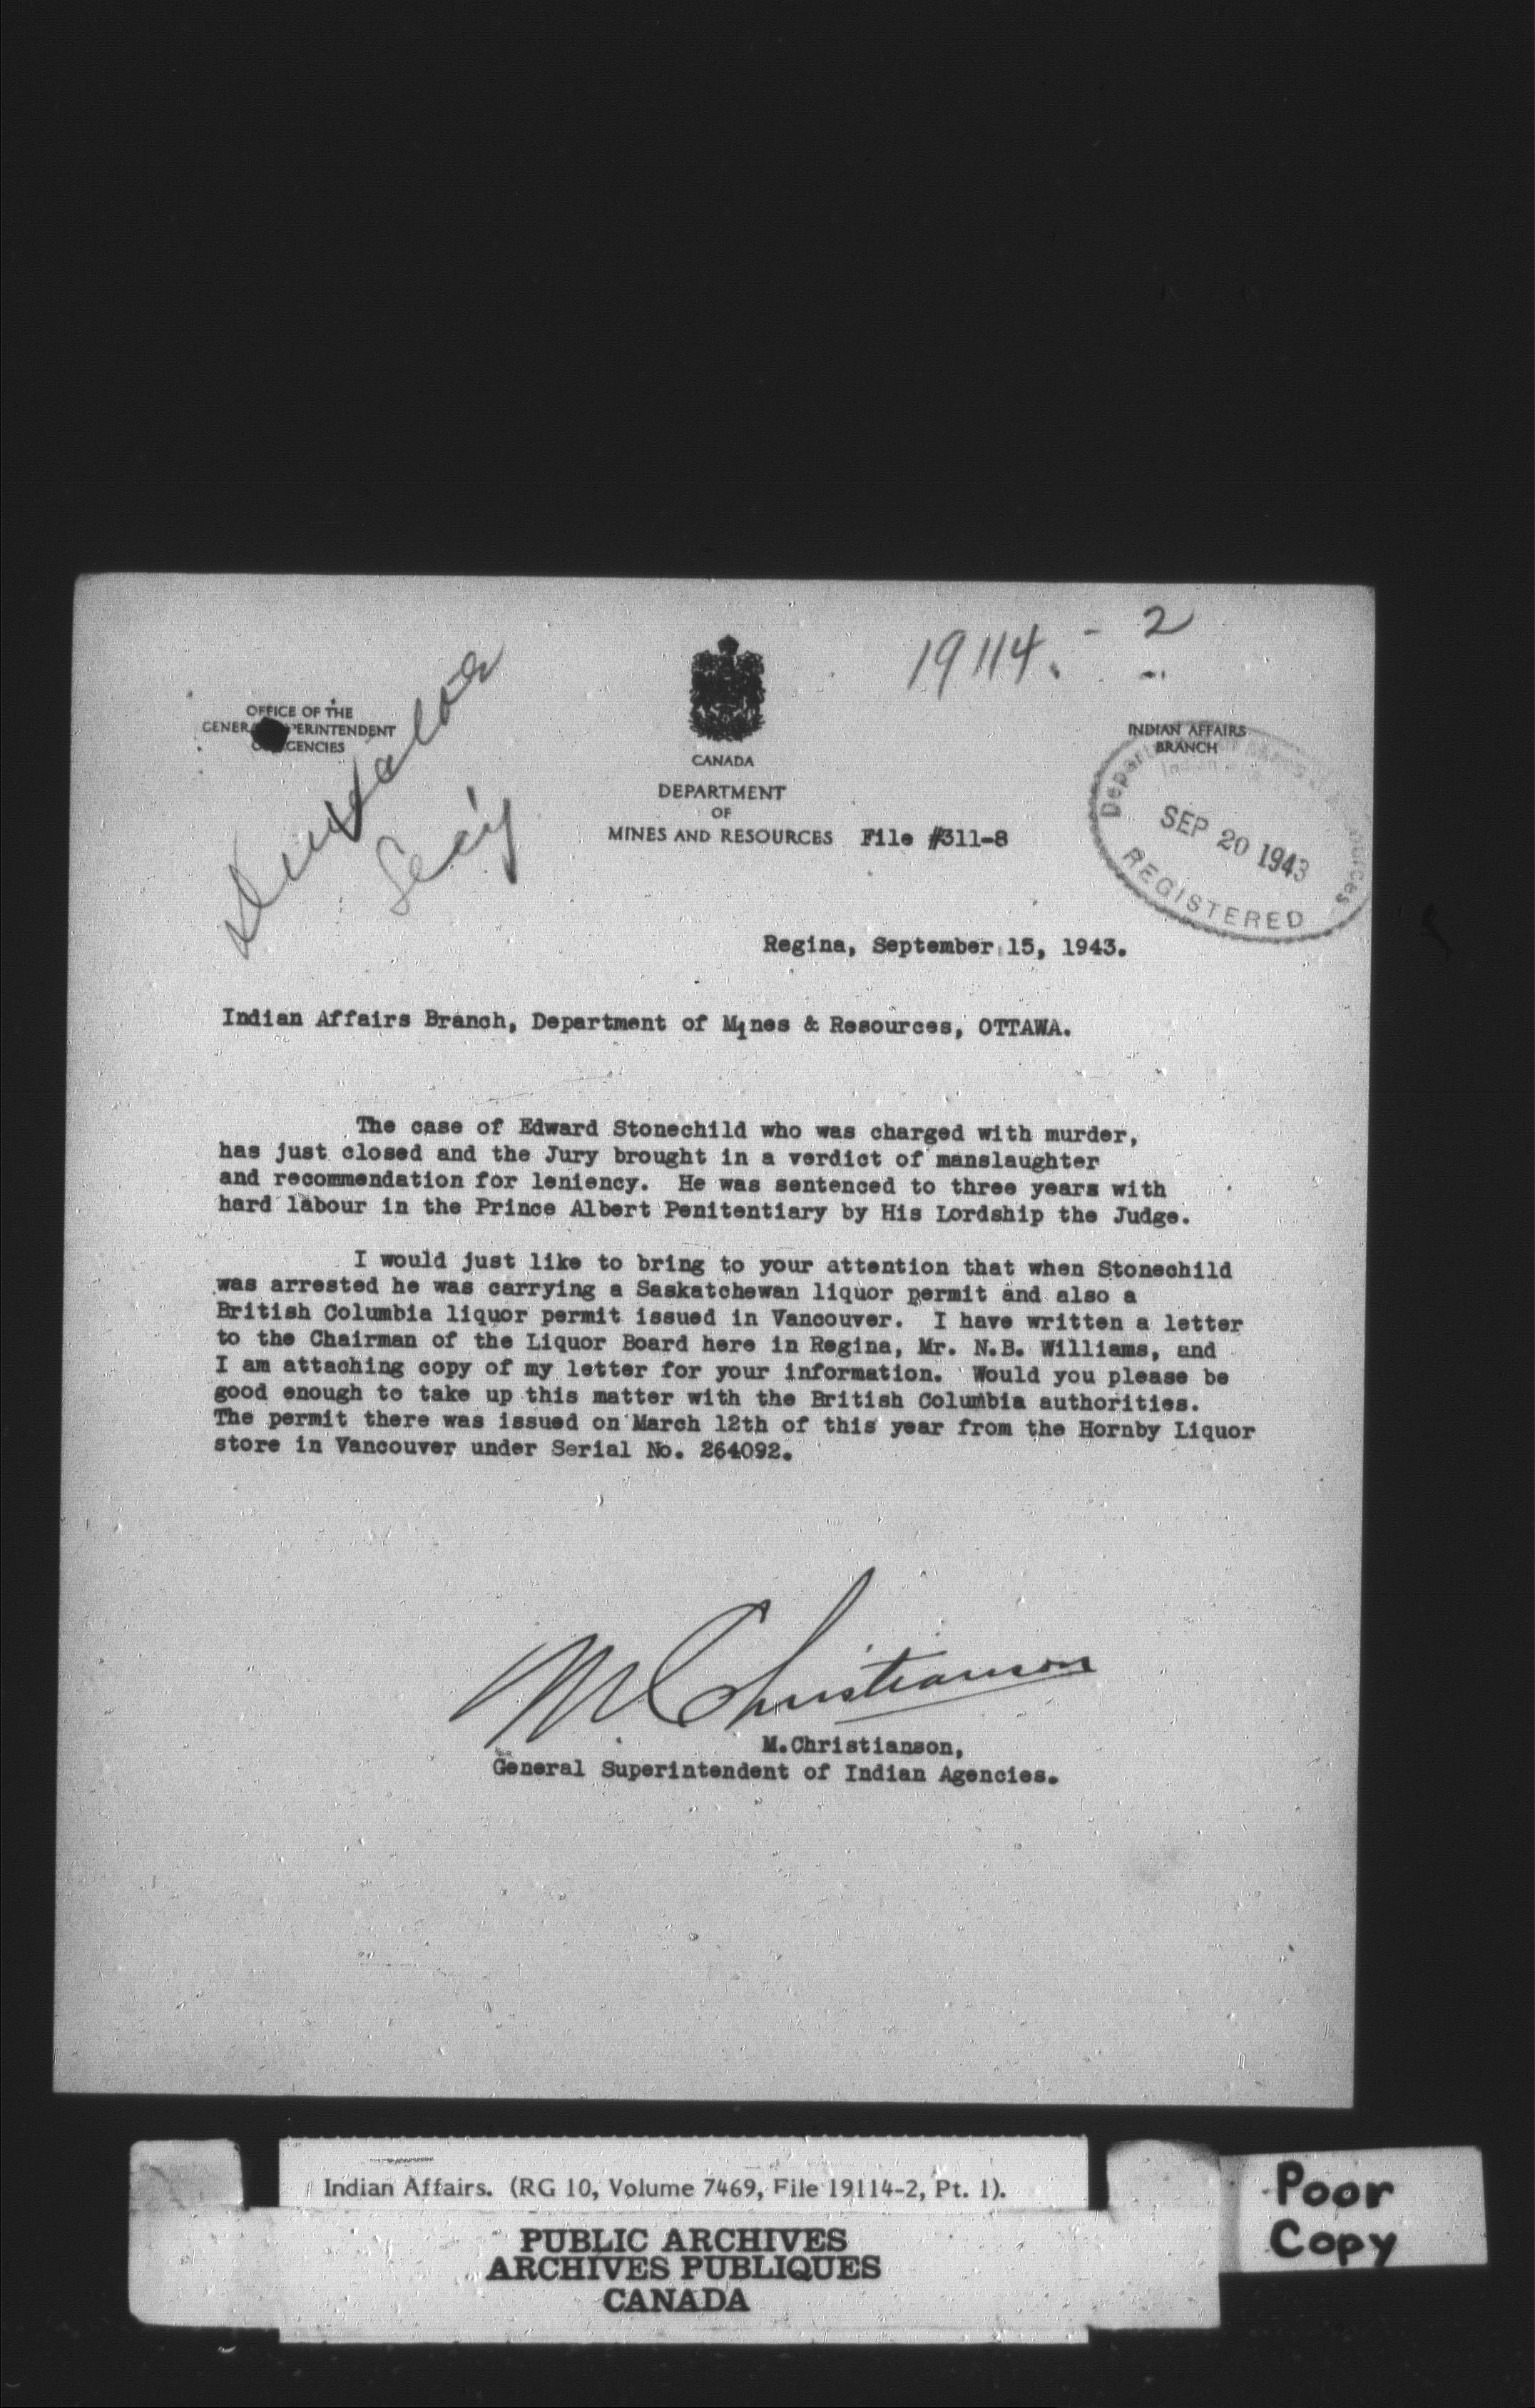 19114. - 2
OFFICE OF THE
GENER PERINTENDENT
GENCIES
CANADA
DEPARTMENT
OF
MINES AND RESOURCES File #311-8
INDIAN AFFAIRS
BRANCH
SEP 20 1943
REGISTERED
Sec'y
Regina, September 15, 1943.
Indian Affairs Branch, Department of Mines & Resources, OTTAWA.
The case of Edward Stonechild who was charged with murder,
has just closed and the Jury brought in a verdict of manslaughter
and recommendation for leniency. He was sentenced to three years with
hard labour in the Prince Albert Penitentiary by His Lordship the Judge.
I would just like to bring to your attention that when Stonechild
was arrested he was carrying a Saskatchewan liquor permit and also a
British Columbia liquor permit issued in Vancouver. I have written a letter
to the Chairman of the Liquor Board here in Regina, Mr. N.B. Williams, and
I am attaching copy of my letter for your information. Would you please be
good enough to take up this matter with the British Columbia authorities.
The permit there was issued on March 12th of this year from the Hornby Liquor
store in Vancouver under Serial No. 264092.
M Christianson
M.Christianson,
General Superintendent of Indian Agencies.
Indian Affairs. (RG 10, Volume 7469, File 19114-2, Pt. 1).
PUBLIC ARCHIVES
ARCHIVES PUBLIQUES
CANADA
Poor
Copy